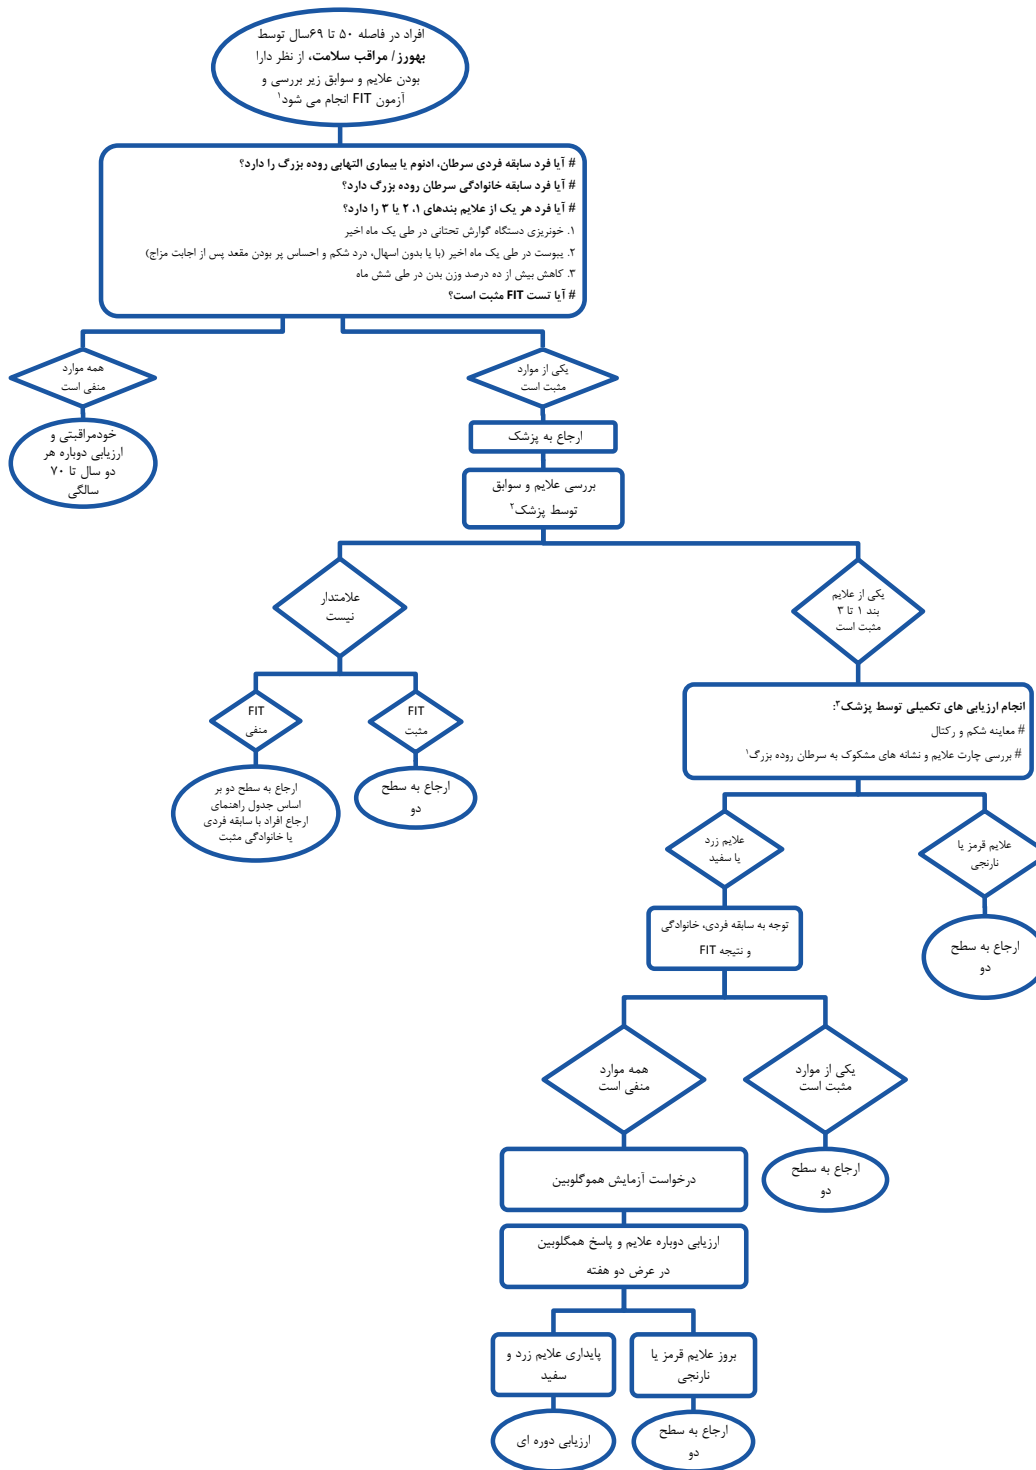 افراد در فاصله ۵۰ تا ۶۹سال توسط
بهورز/ مراقب سلامت، از نظر دارا
بودن علایم و سوابق زیر بررسی و
آزمون FIT انجام می شود۱
# آیا فرد سابقه فردی سرطان، ادنوم یا بیماری التهابی روده بزرگ را دارد؟
# آیا فرد سابقه خانوادگی سرطان روده بزرگ دارد؟
# آیا فرد هر یک از علایم بندهای ۱، ۲ یا ۳ را دارد؟
۱. خونریزی دستگاه گوارش تحتانی در طی یک ماه اخیر
۲. یبوست در طی یک ماه اخیر (با یا بدون اسهال، درد شکم و احساس پر بودن مقعد پس از اجابت مزاج)
۳. کاهش بیش از ده درصد وزن بدن در طی شش ماه
# آیا تست FIT مثبت است؟
یکی از موارد
مثبت است
همه موارد
منفی است
ارجاع به پزشک
خودمراقبتی و
ارزیابی دوباره هر
دو سال تا ۷۰
سالگی
بررسی علایم و سوابق
توسط پزشک۲
یکی از علایم
بند ۱ تا ۳
مثبت است
علامتدار
نیست
انجام ارزیابی های تکمیلی توسط پزشک۳:
# معاینه شکم و رکتال
# بررسی چارت علایم و نشانه های مشکوک به سرطان روده بزرگ۱
FIT
مثبت
FIT
منفی
ارجاع به سطح
دو
ارجاع به سطح دو بر
اساس جدول راهنمای
ارجاع افراد با سابقه فردی
یا خانوادگی مثبت
علایم قرمز یا
نارنجی
علایم زرد
یا سفید
ارجاع به سطح
دو
توجه به سابقه فردی، خانوادگی
و نتیجه FIT
یکی از موارد
مثبت است
همه موارد
منفی است
ارجاع به سطح
دو
درخواست آزمایش هموگلوبین
ارزیابی دوباره علایم و پاسخ همگلوبین
در عرض دو هفته
بروز علایم قرمز یا
نارنجی
پایداری علایم زرد و
سفید
ارجاع به سطح
دو
ارزیابی دوره ای